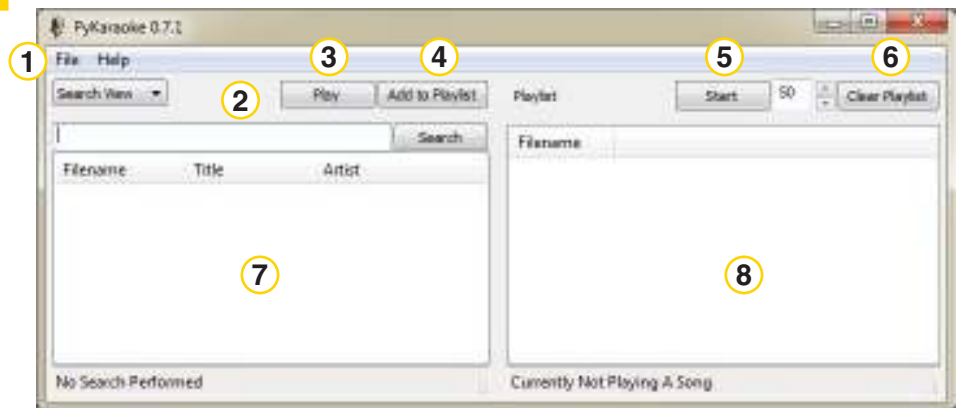 PyKaraoke 0.7.1
1 File Help 3 4 5 6
Search View 2 Play Add to Playlist Playlist Start 50 Clear Playlist
Search Filename
Filename Title Artist
7 8
No Search Performed Currently Not Playing A Song